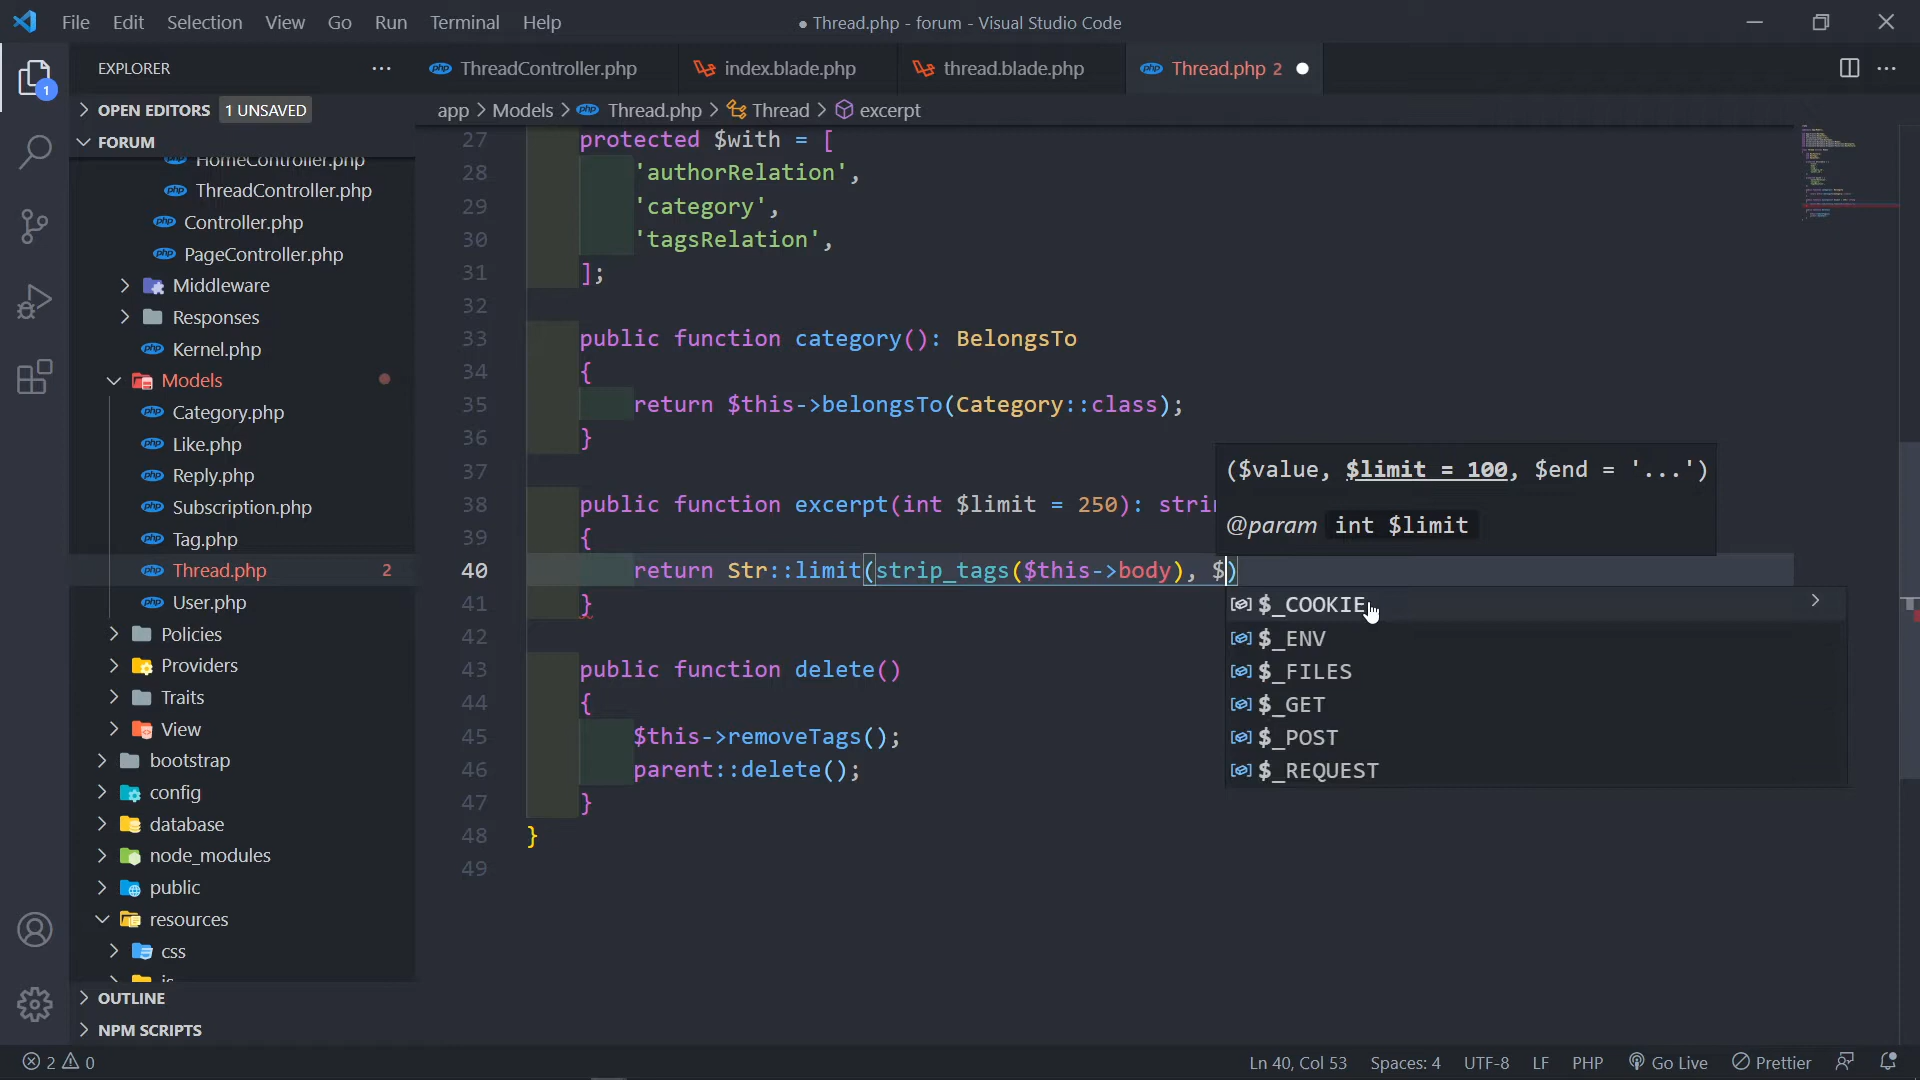 File Edit Selection View Go Run Terminal Help
● Thread.php - forum - Visual Studio Code
EXPLORER
ThreadController.php
index.blade.php
thread.blade.php
Thread.php 2
OPEN EDITORS 1 UNSAVED
FORUM
app > Models > Thread.php > Thread > excerpt
HomeController.php
ThreadController.php
Controller.php
PageController.php
Middleware
Responses
Kernel.php
Models
Category.php
Like.php
Reply.php
Subscription.php
Tag.php
Thread.php 2
User.php
Policies
Providers
Traits
View
bootstrap
config
database
node_modules
public
resources
css
OUTLINE
NPM SCRIPTS
27 protected $with = [
28 'authorRelation',
29 'category',
30 'tagsRelation',
31 ];
32
33 public function category(): BelongsTo
34 {
35 return $this->belongsTo(Category::class);
36 }
37
38 public function excerpt(int $limit = 250): strin
39 {
40 return Str::limit(strip_tags($this->body), $)
41 }
42
43 public function delete()
44 {
45 $this->removeTags();
46 parent::delete();
47 }
48 }
49
($value, $limit = 100, $end = '...')
@param int $limit
$_COOKIE
$_ENV
$_FILES
$_GET
$_POST
$_REQUEST
1
2 0
Ln 40, Col 53 Spaces: 4 UTF-8 LF PHP Go Live Prettier